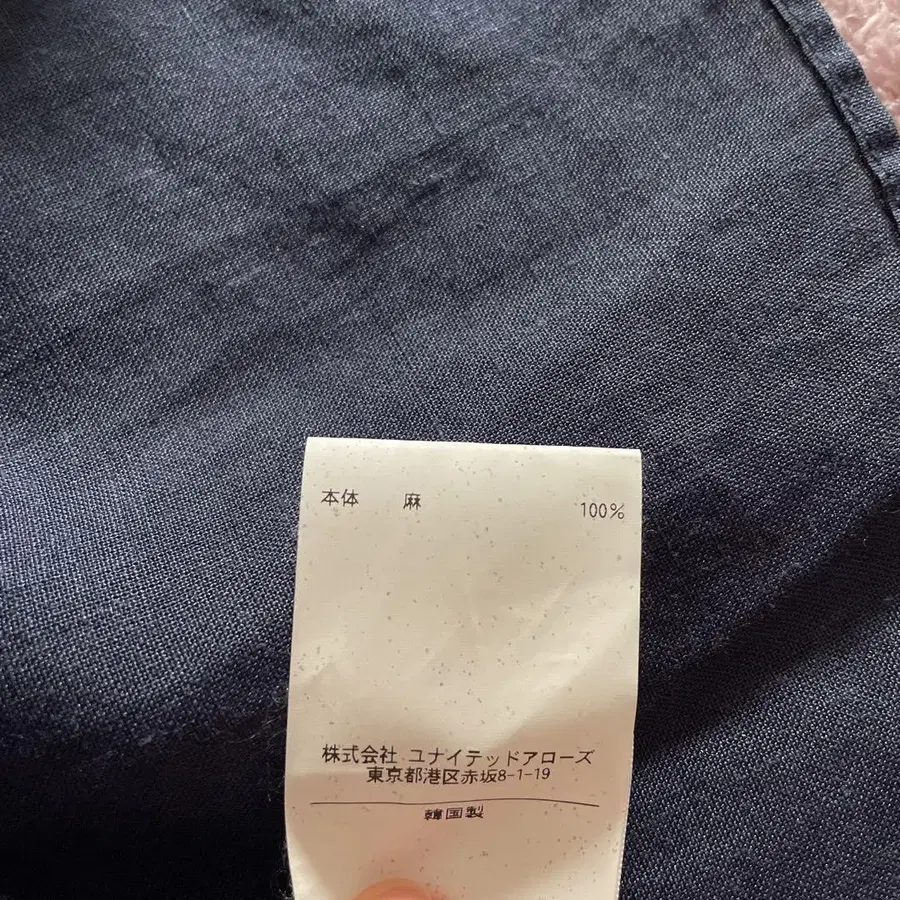 本体 麻 100%
株式会社 ユナイテッドアローズ
東京都港区赤坂8-1-19
韓国製